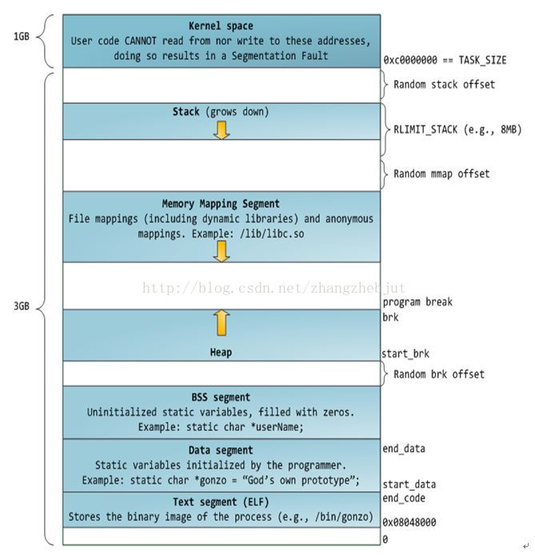 Kernel space
1GB
User code CANNOT read from nor write to these addresses,
doing so results in a Segmentation Fault
0xc0000000 == TASK_SIZE
Random stack offset
Stack (grows down)
RLIMIT_STACK (e.g., 8MB)
Random mmap offset
Memory Mapping Segment
File mappings (including dynamic libraries) and anonymous
mappings. Example: /lib/libc.so
http://blog.csdn.net/zhangzhebjut
3GB
program break
brk
Heap
start_brk
Random brk offset
BSS segment
Uninitialized static variables, filled with zeros.
Example: static char *userName;
Data segment
end_data
Static variables initialized by the programmer.
Example: static char *gonzo = “God's own prototype”;
start_data
Text segment (ELF)
end_code
Stores the binary image of the process (e.g., /bin/gonzo)
0x08048000
0